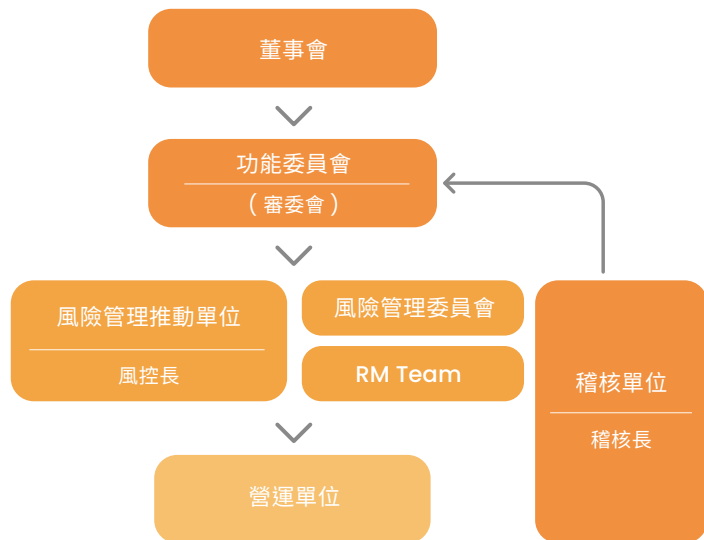 董事會
功能委員會
（審委會）
風險管理推動單位
風控長
風險管理委員會
RM Team
稽核單位
稽核長
營運單位